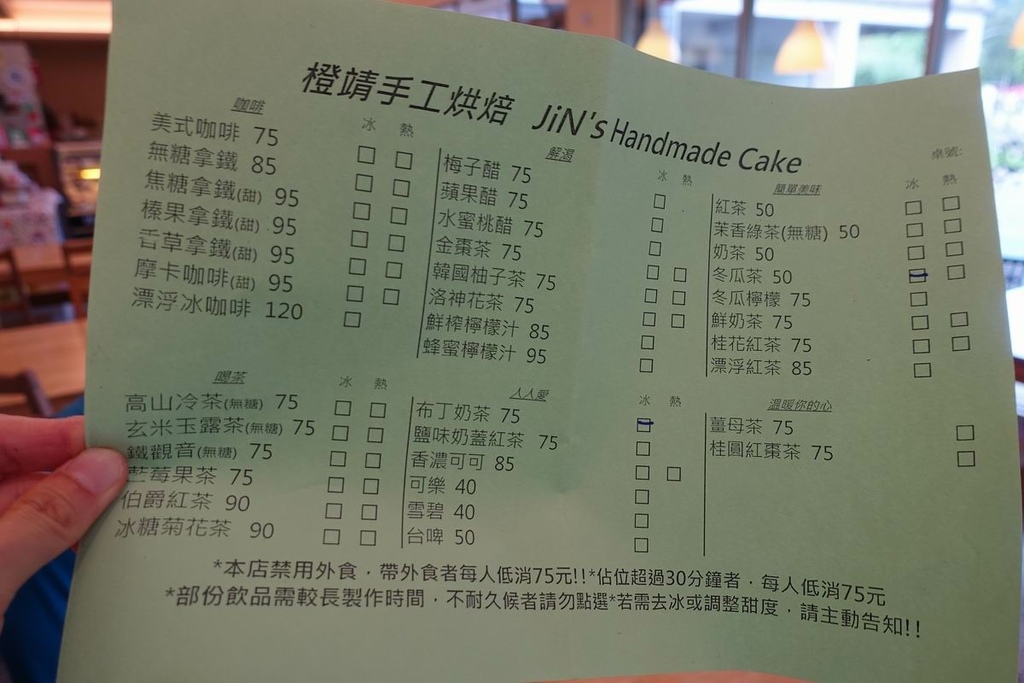 橙靖手工烘焙 JiN's Handmade Cake
桌號:
咖啡
冰 熱
美式咖啡 75
無糖拿鐵 85
焦糖拿鐵(甜) 95
榛果拿鐵(甜) 95
香草拿鐵(甜) 95
摩卡咖啡(甜) 95
漂浮冰咖啡 120
解渴
冰 熱
梅子醋 75
蘋果醋 75
水蜜桃醋 75
金棗茶 75
韓國柚子茶 75
洛神花茶 75
鮮榨檸檬汁 85
蜂蜜檸檬汁 95
簡單美味
冰 熱
紅茶 50
茉香綠茶(無糖) 50
奶茶 50
冬瓜茶 50
冬瓜檸檬 75
鮮奶茶 75
桂花紅茶 75
漂浮紅茶 85
喝茶
冰 熱
高山冷茶(無糖) 75
玄米玉露茶(無糖) 75
鐵觀音(無糖) 75
藍莓果茶 75
伯爵紅茶 90
冰糖菊花茶 90
人人愛
冰 熱
布丁奶茶 75
鹽味奶蓋紅茶 75
香濃可可 85
可樂 40
雪碧 40
台啤 50
溫暖你的心
薑母茶 75
桂圓紅棗茶 75
*本店禁用外食，帶外食者每人低消75元!!*佔位超過30分鐘者，每人低消75元
*部份飲品需較長製作時間，不耐久候者請勿點選*若需去冰或調整甜度，請主動告知!!